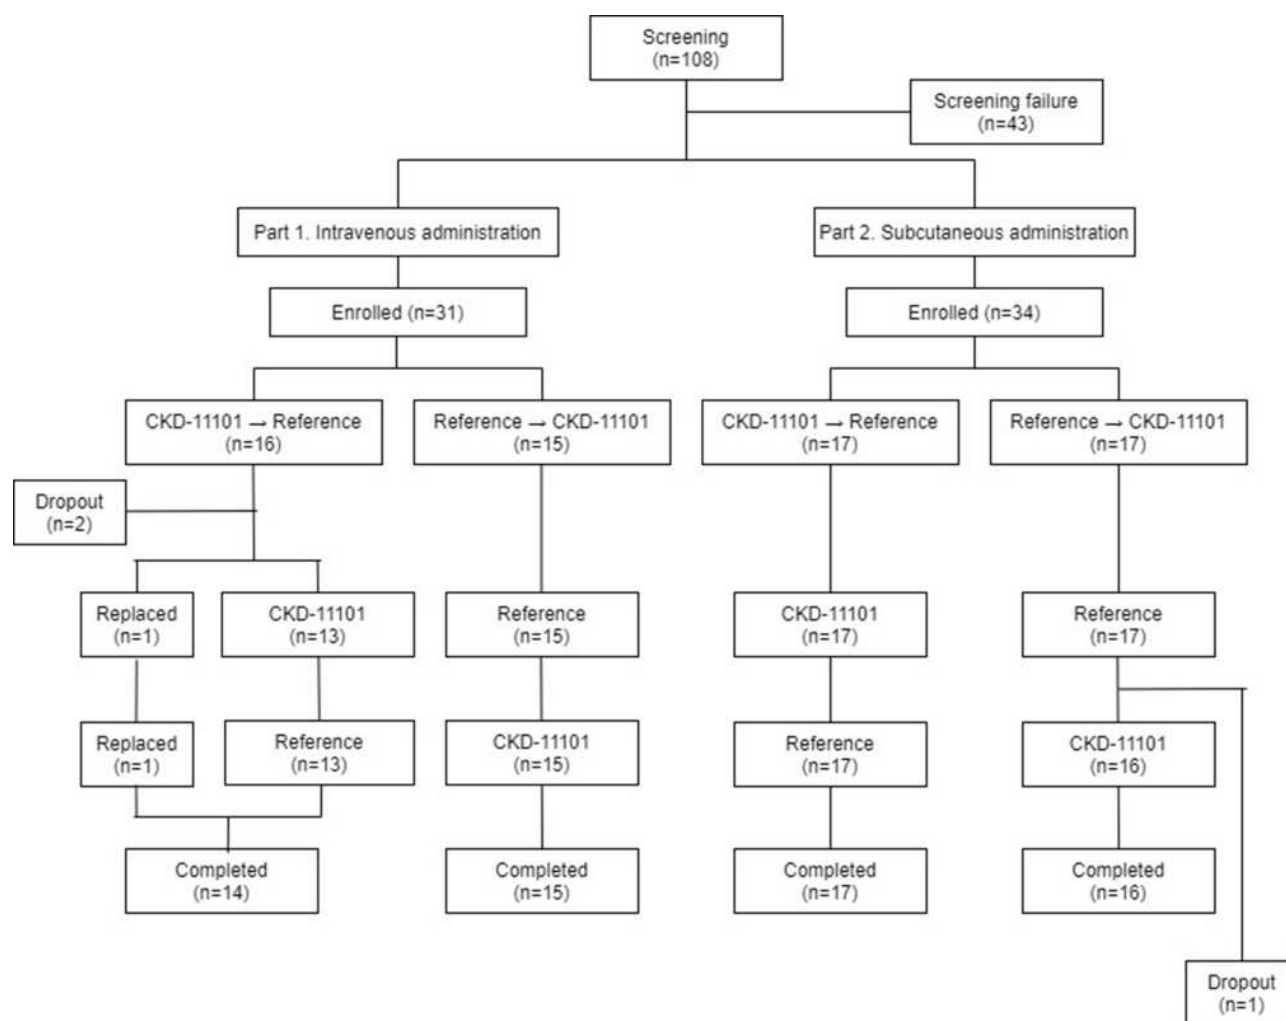 Screening
(n=108)
Screening failure
(n=43)
Part 1. Intravenous administration
Part 2. Subcutaneous administration
Enrolled (n=31)
Enrolled (n=34)
CKD-11101 → Reference
(n=16)
Reference → CKD-11101
(n=15)
CKD-11101 → Reference
(n=17)
Reference → CKD-11101
(n=17)
Dropout
(n=2)
Replaced
(n=1)
CKD-11101
(n=13)
Reference
(n=15)
CKD-11101
(n=17)
Reference
(n=17)
Replaced
(n=1)
Reference
(n=13)
CKD-11101
(n=15)
Reference
(n=17)
CKD-11101
(n=16)
Completed
(n=14)
Completed
(n=15)
Completed
(n=17)
Completed
(n=16)
Dropout
(n=1)